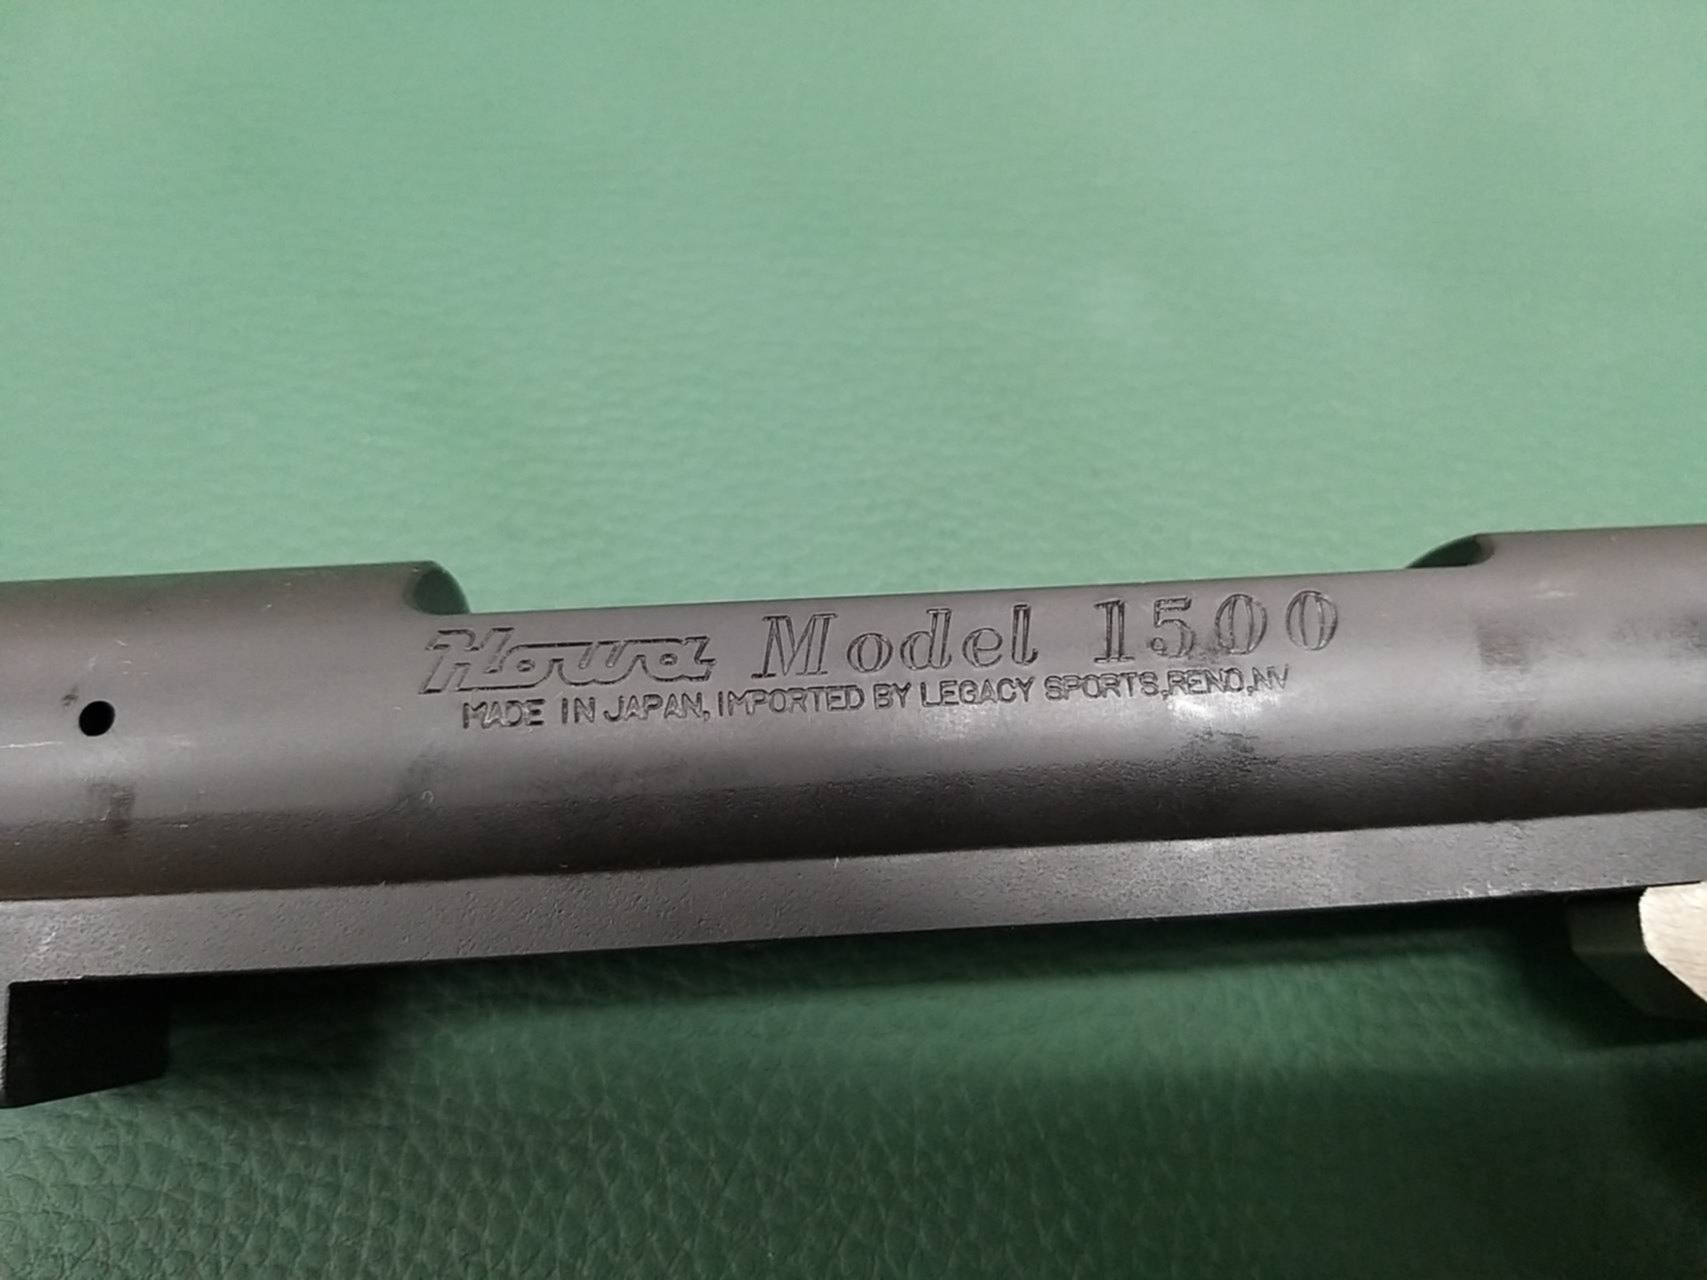 Howa Model 1500
MADE IN JAPAN, IMPORTED BY LEGACY SPORTS, RENO, NV